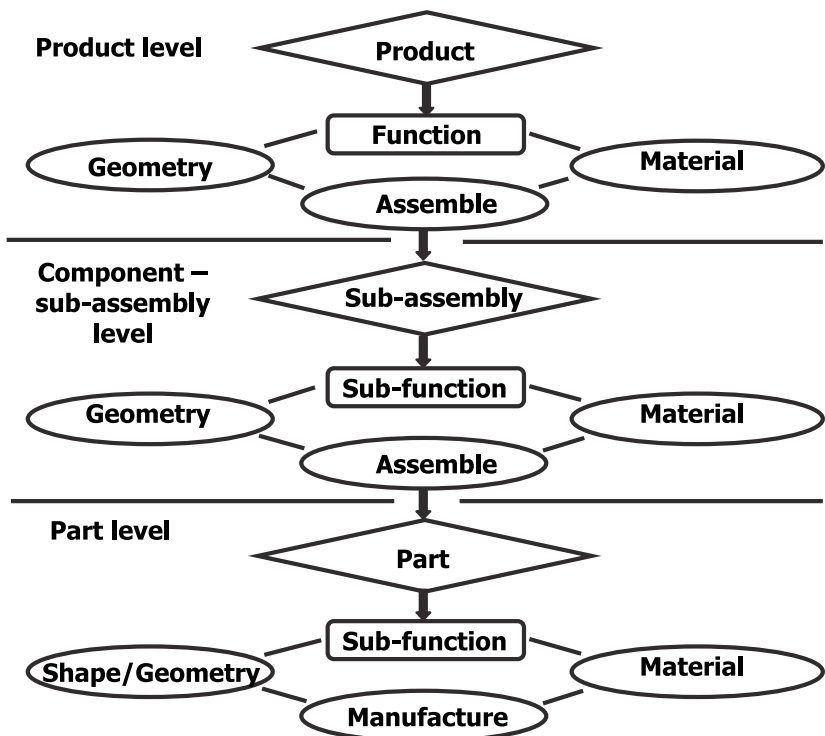 Product level
Product
Function
Geometry
Material
Assemble
Component –
sub-assembly
level
Sub-assembly
Sub-function
Geometry
Material
Assemble
Part level
Part
Sub-function
Shape/Geometry
Material
Manufacture